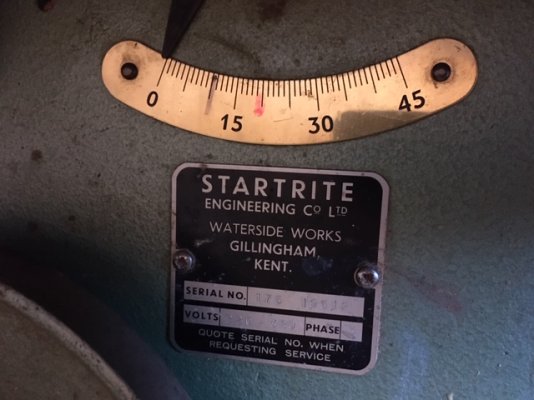 0 15 30 45
STARTRITE
ENGINEERING Co LTD
WATERSIDE WORKS
GILLINGHAM,
KENT.
SERIAL NO.
VOLTS PHASE
QUOTE SERIAL NO. WHEN
REQUESTING SERVICE